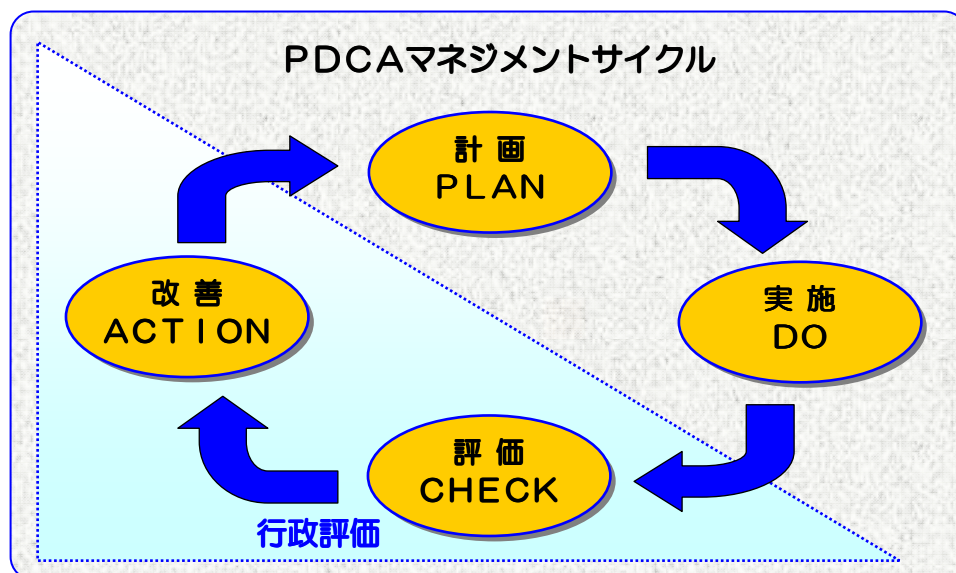 PDCAマネジメントサイクル
計画
PLAN
実施
DO
評価
CHECK
改善
ACTION
行政評価